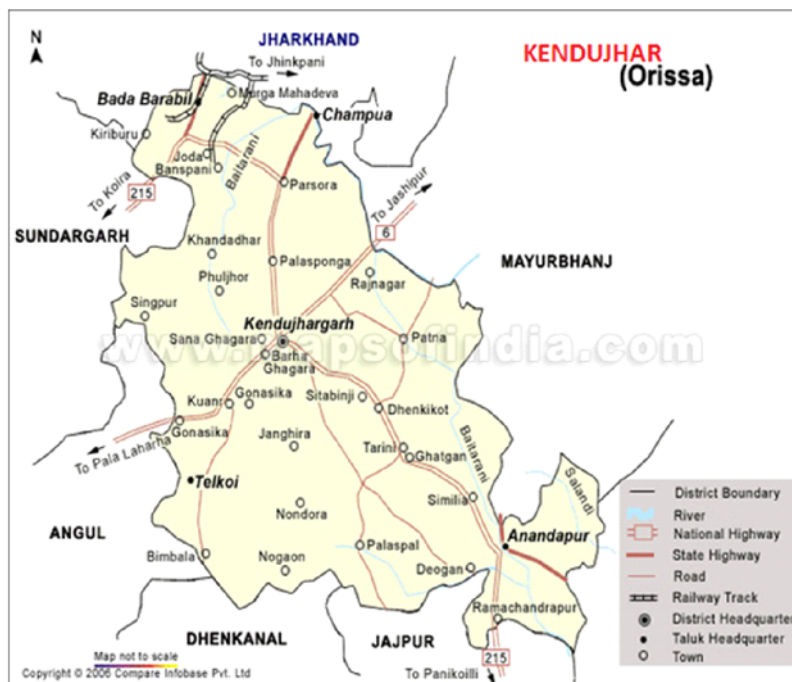 N
JHARKHAND
KENDUJHAR
(Orissa)
To Jhinkpani
Bada Barabil
Murga Mahadeva
Champua
Kiriburu
Joda
Banspani
Baitarani
Parsora
To Koira
215
To Jashipur
6
SUNDARGARH
MAYURBHANJ
Khandadhar
Palasponga
Rajnagar
Phuljhor
Singpur
Kendujhargarh
Sana Ghagara
Patna
www.mapsofindia.com
Barha
Ghagara
Kuanr
Gonasika
Sitabinji
Dhenkikot
Gonasika
To Pala Laharha
Janghira
Tarini
Ghatgan
Baitarani
Salandi
Telkoi
Similia
Nondora
ANGUL
Anandapur
Bimbala
Nogaon
Palaspal
Deogan
Ramachandrapur
DHENKANAL
JAJPUR
215
To Panikoilli
District Boundary
River
National Highway
State Highway
Road
Railway Track
District Headquarter
Taluk Headquarter
Town
Map not to scale
Copyright © 2006 Compare Infobase Pvt. Ltd